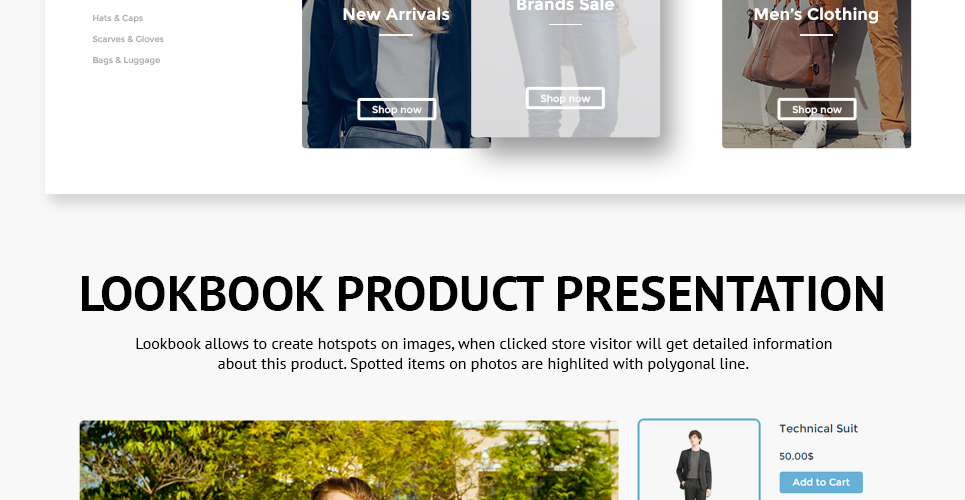 Hats & Caps
Scarves & Gloves
Bags & Luggage
New Arrivals
Shop now
Brands Sale
Shop now
Men's Clothing
Shop now
LOOKBOOK PRODUCT PRESENTATION
Lookbook allows to create hotspots on images, when clicked store visitor will get detailed information
about this product. Spotted items on photos are highlited with polygonal line.
Technical Suit
50.00$
Add to Cart